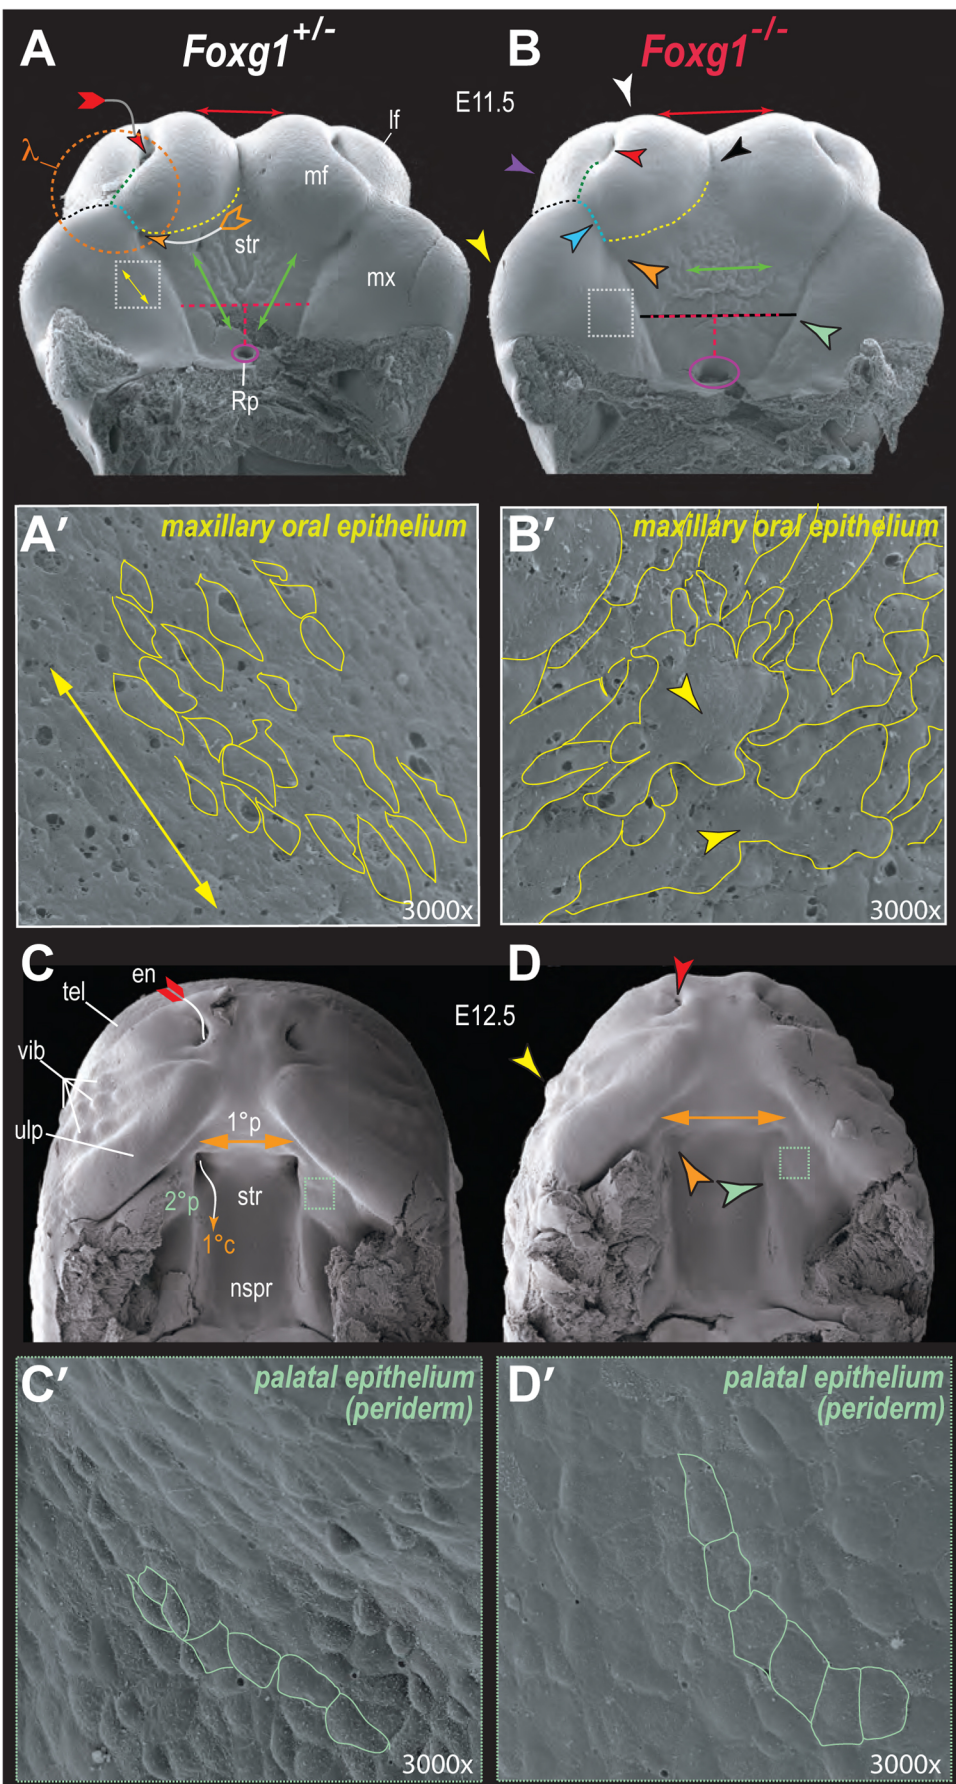 A Foxg1+/- B Foxg1-/-
E11.5
lf
λ
mf
str
mx
Rp
A′ maxillary oral epithelium
3000x
B′ maxillary oral epithelium
3000x
C D
en
tel
E12.5
vib
ulp
1°p
2°p
str
1°c
nspr
C′ palatal epithelium
(periderm)
3000x
D′ palatal epithelium
(periderm)
3000x